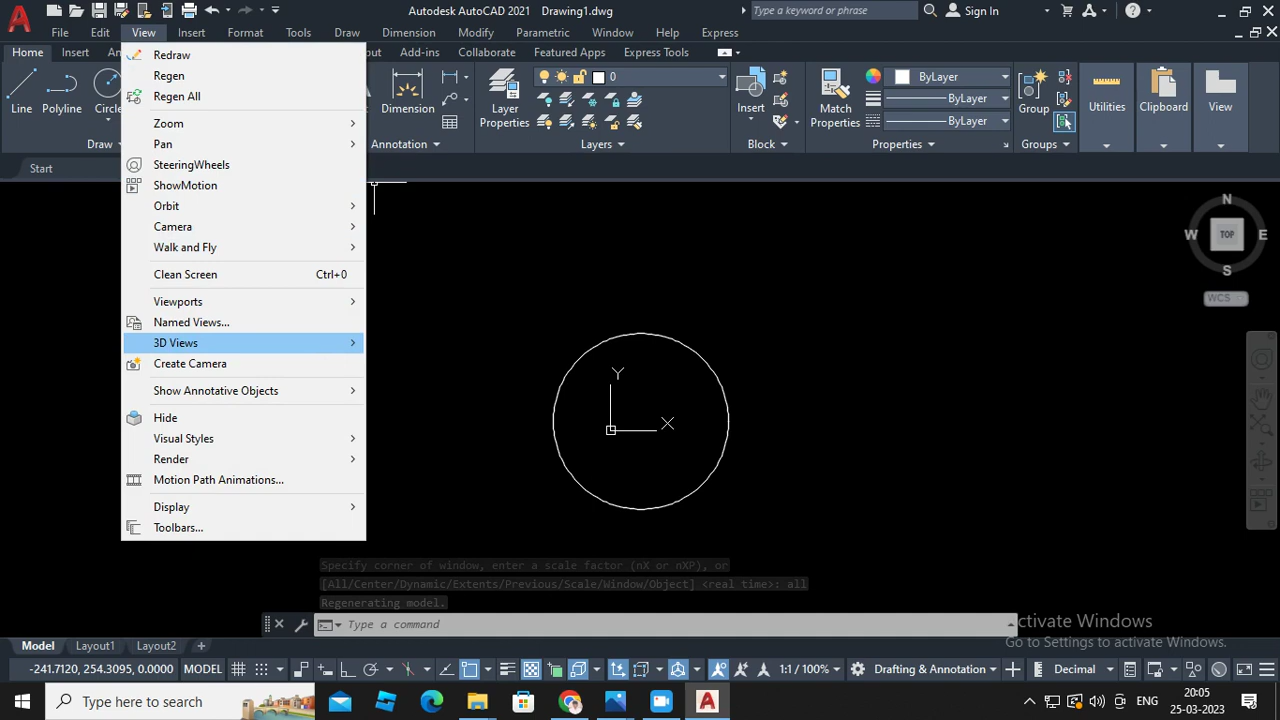 Autodesk AutoCAD 2021 Drawing1.dwg
Type a keyword or phrase
Sign In
File Edit View Insert Format Tools Draw Dimension Modify Parametric Window Help Express
Home Insert Add-ins Collaborate Featured Apps Express Tools
Line
Polyline
Circle
Dimension
Layer
Properties
0
Insert
Match
Properties
ByLayer
ByLayer
ByLayer
Group
Utilities
Clipboard
View
Draw
Annotation
Layers
Block
Properties
Groups
Start
Redraw
Regen
Regen All
Zoom
Pan
SteeringWheels
ShowMotion
Orbit
Camera
Walk and Fly
Clean Screen Ctrl+0
Viewports
Named Views...
3D Views
Create Camera
Show Annotative Objects
Hide
Visual Styles
Render
Motion Path Animations...
Display
Toolbars...
N
W TOP E
S
WCS
Y
X
Specify corner of window, enter a scale factor (nX or nXP), or
[All/Center/Dynamic/Extents/Previous/Scale/Window/Object] <real time>: all
Regenerating model.
Type a command
Activate Windows
Go to Settings to activate Windows.
Model Layout1 Layout2 +
-241.7120, 254.3095, 0.0000 MODEL 1:1 / 100% Drafting & Annotation Decimal
Type here to search
ENG
20:05
25-03-2023